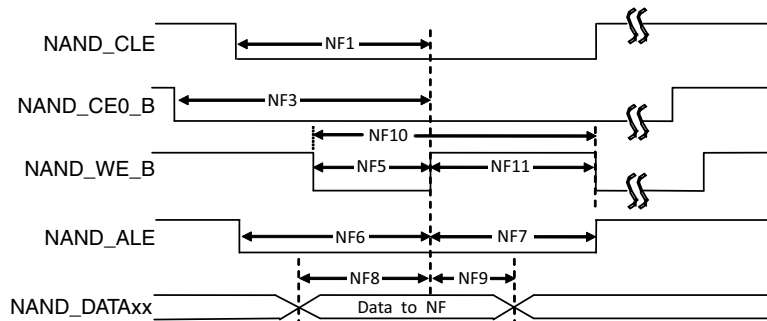 NAND_CLE
NF1
NAND_CE0_B
NF3
NF10
NAND_WE_B
NF5
NF11
NAND_ALE
NF6
NF7
NF8
NF9
NAND_DATAxx
Data to NF